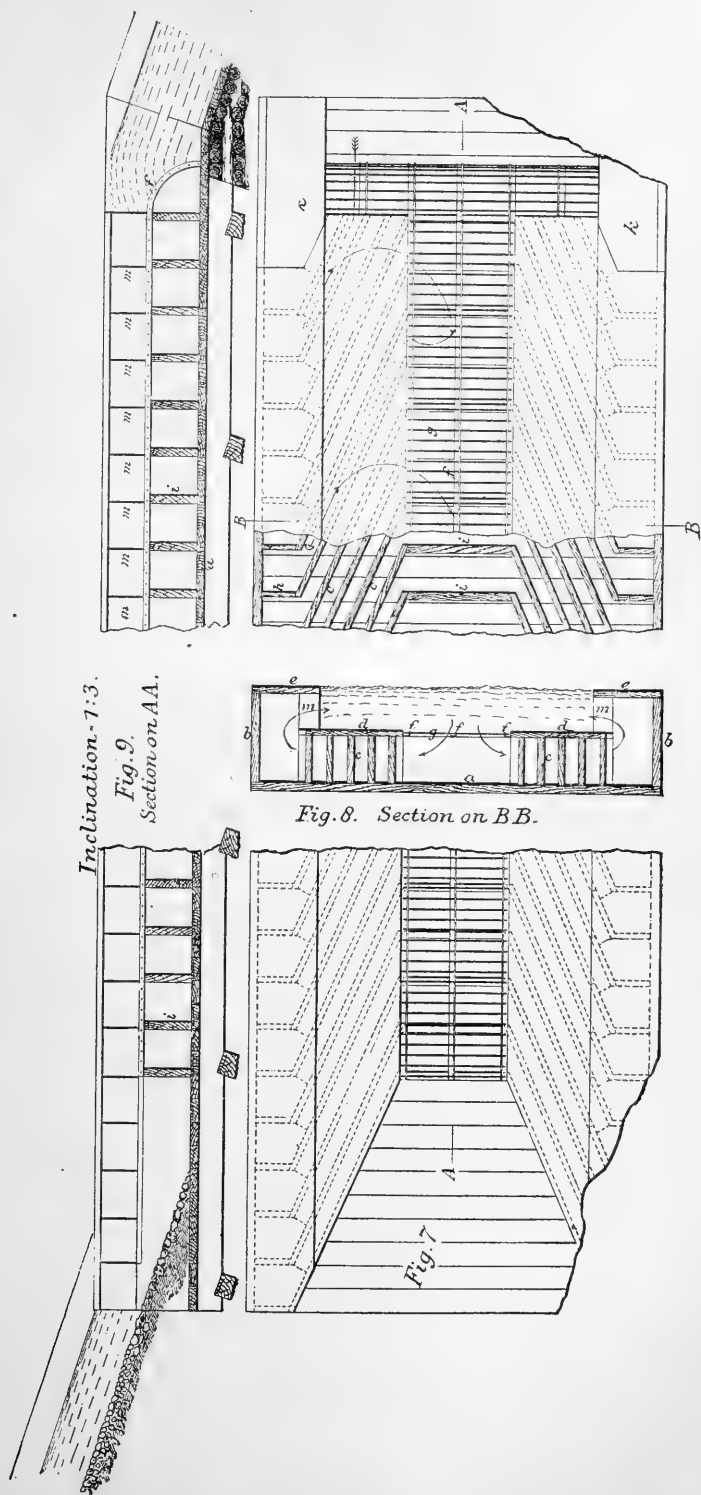 f
m
m
m
m
m
m
m
m
i
a
x
A
k
g
f
B
B
i
h
c
c
i
Inclination-1:3.
Fig. 9.
Section on AA.
e
e
b
m
m
b
d
f g f f
d
c
c
a
Fig. 8. Section on BB.
i
A
Fig. 7